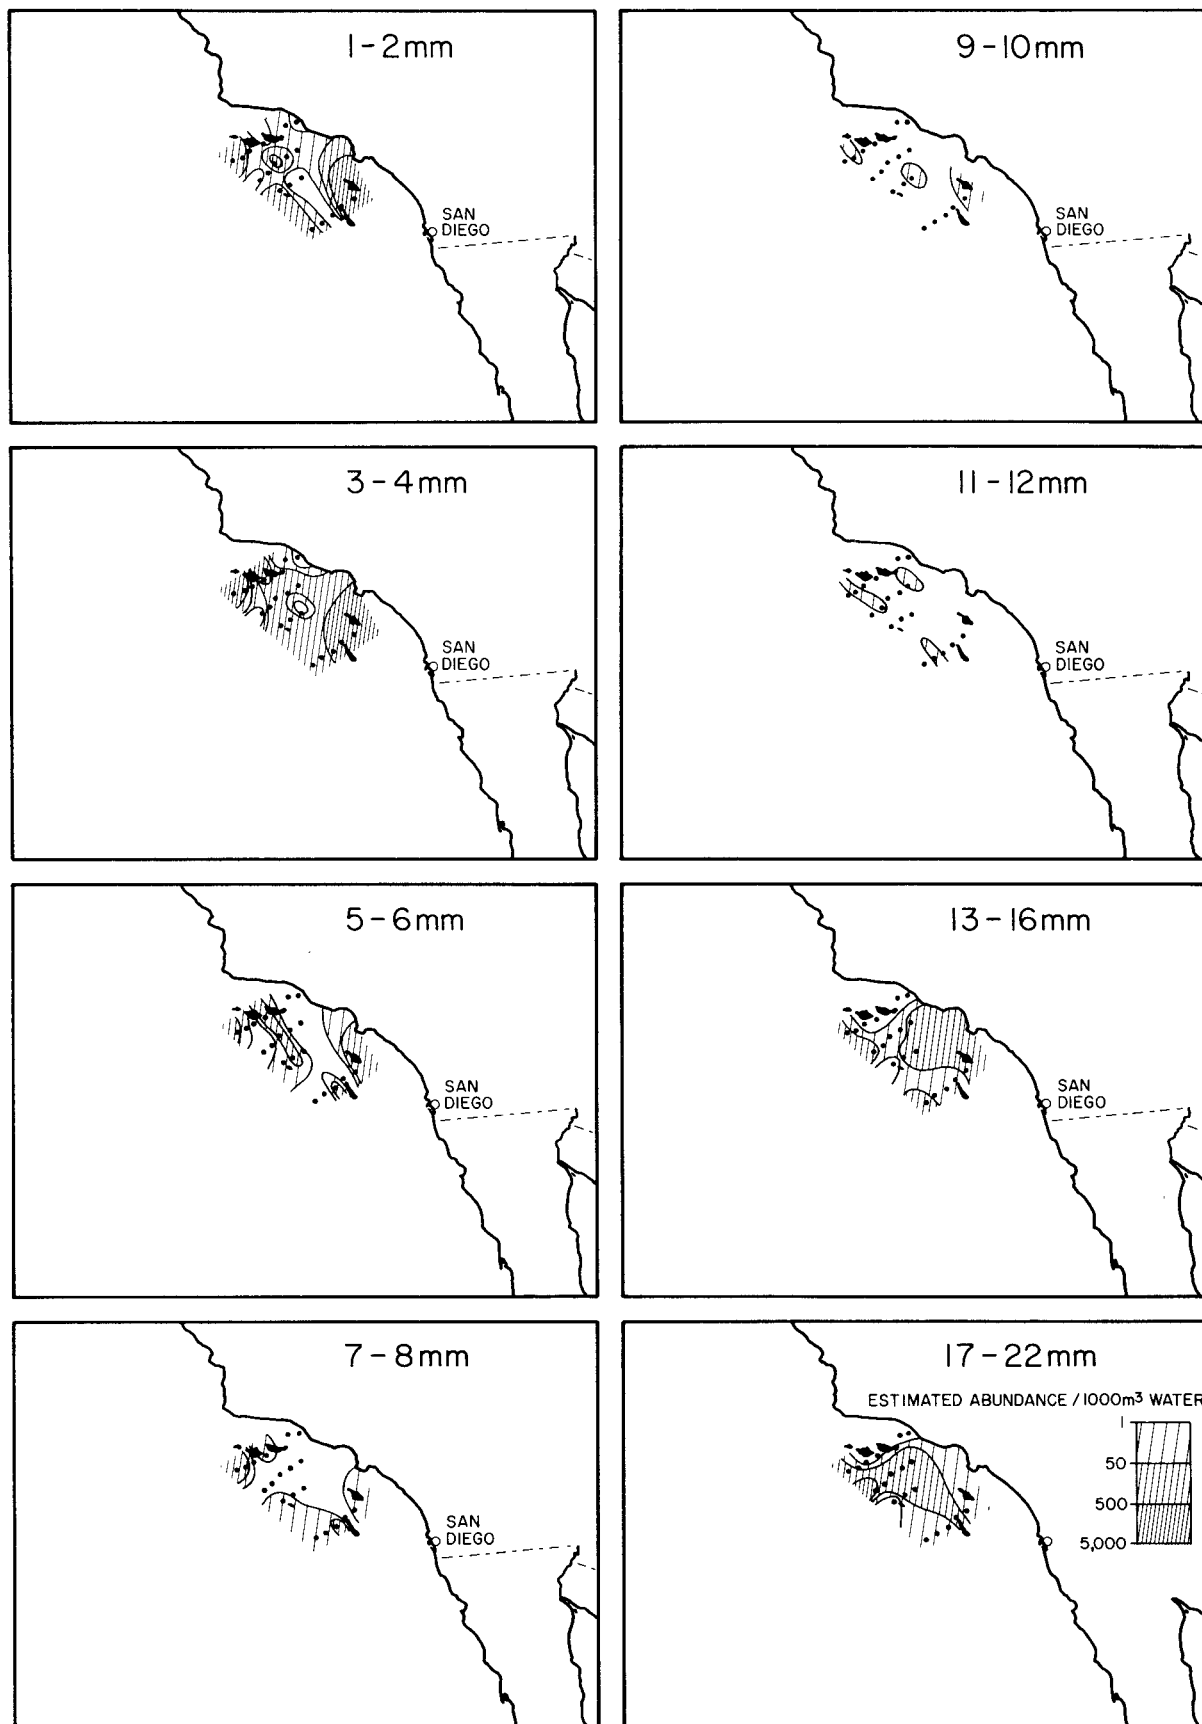 1-2mm
SAN
DIEGO
9-10mm
SAN
DIEGO
3-4mm
SAN
DIEGO
11-12mm
SAN
DIEGO
5-6mm
SAN
DIEGO
13-16mm
SAN
DIEGO
7-8mm
SAN
DIEGO
17-22mm
ESTIMATED ABUNDANCE / 1000m³ WATER
1
50
500
5,000